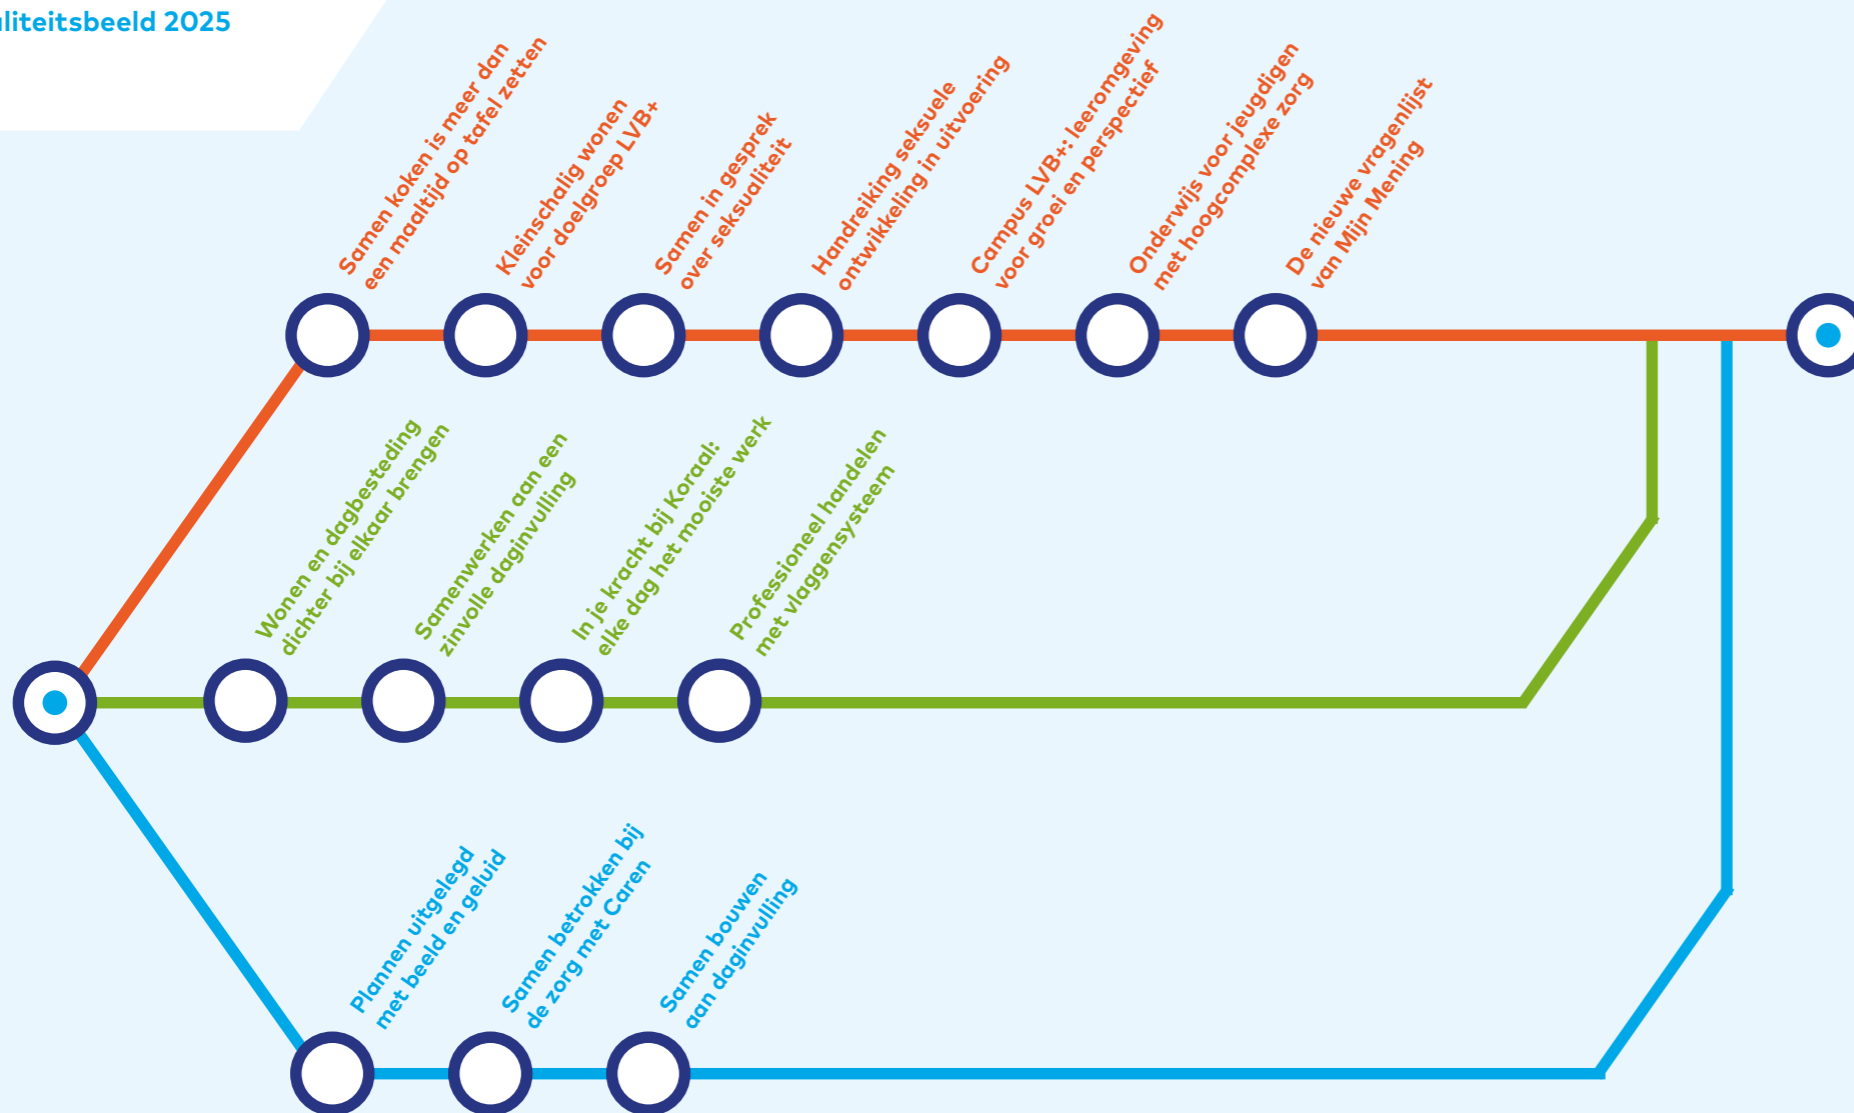 liteitsbeeld 2025
Samen koken is meer dan
een maaltijd op tafel zetten
Kleinschalig wonen
voor doelgroep LVB+
Samen in gesprek
over seksualiteit
Handreiking seksuele
ontwikkeling in uitvoering
Campus LVB+: leeromgeving
voor groei en perspectief
Onderwijs voor jeugdigen
met hoogcomplexe zorg
De nieuwe vragenlijst
van Mijn Mening
Wonen en dagbesteding
dichter bij elkaar brengen
Samenwerken aan een
zinvolle daginvulling
In je kracht bij Koraal:
elke dag het mooiste werk
Professioneel handelen
met vlaggensysteem
Plannen uitgelegd
met beeld en geluid
Samen betrokken bij
de zorg met Caren
Samen bouwen
aan daginvulling